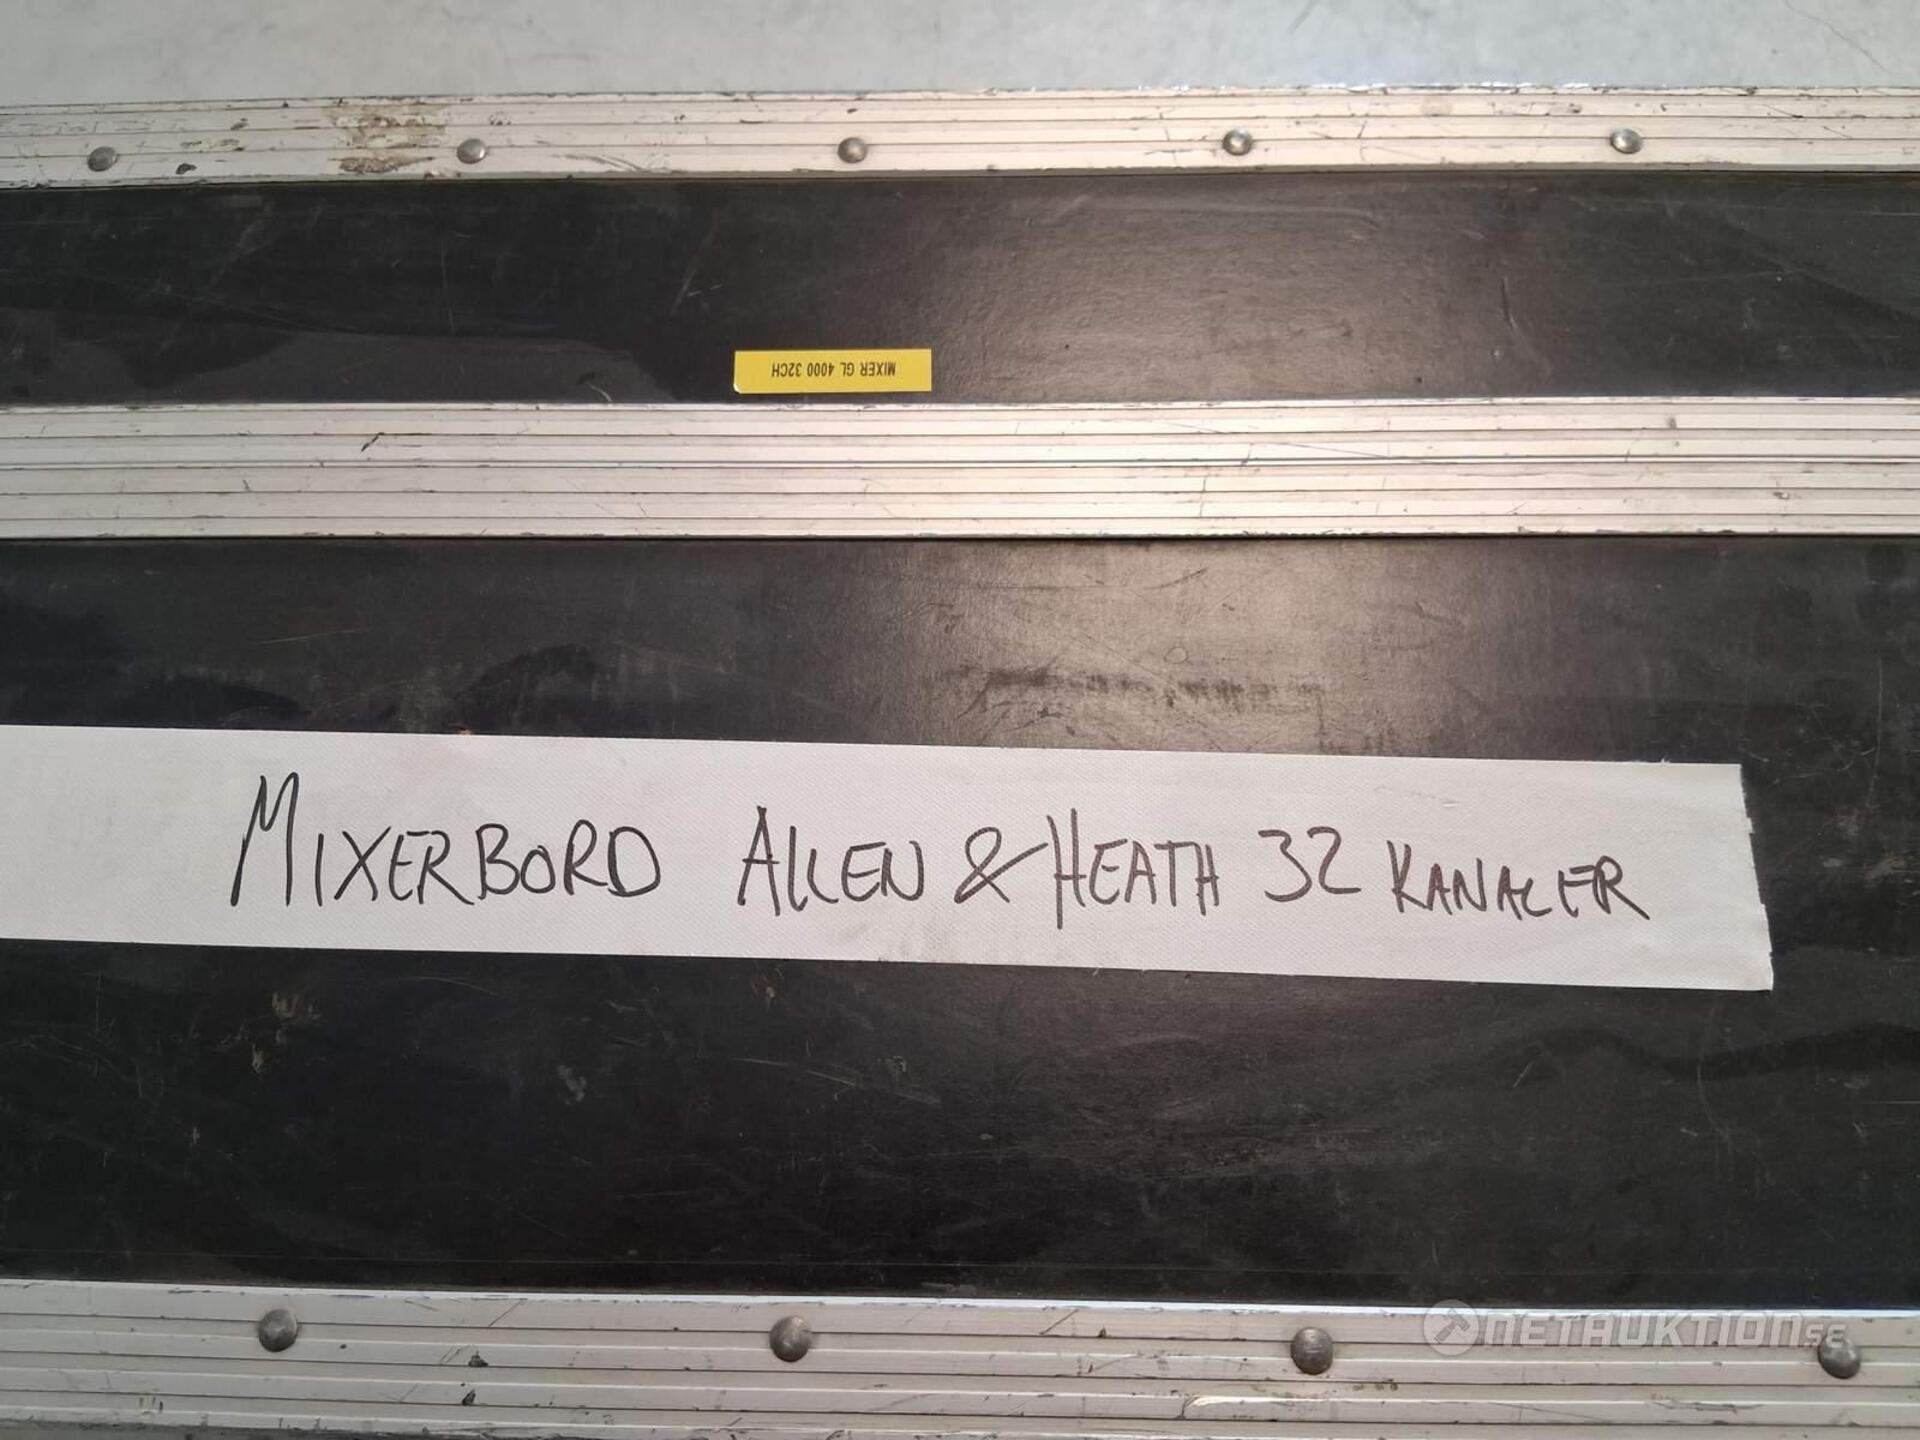 MIXER GL 4000 32CH
MIXERBORD ALLEN & HEATH 32 KANALER
NETAUKTION.SE